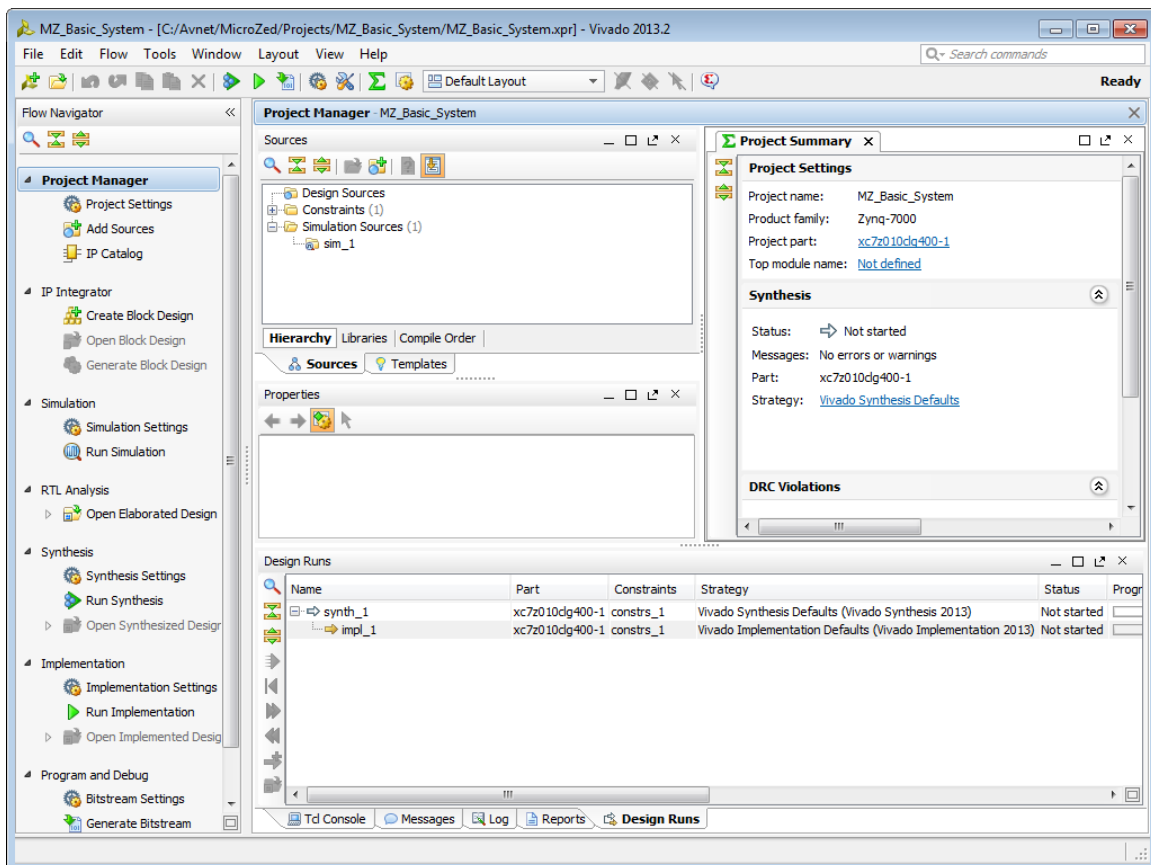 MZ_Basic_System - [C:/Avnet/MicroZed/Projects/MZ_Basic_System/MZ_Basic_System.xpr] - Vivado 2013.2
File Edit Flow Tools Window Layout View Help
Search commands
Default Layout
Ready
Flow Navigator
Project Manager
Project Settings
Add Sources
IP Catalog
IP Integrator
Create Block Design
Open Block Design
Generate Block Design
Simulation
Simulation Settings
Run Simulation
RTL Analysis
Open Elaborated Design
Synthesis
Synthesis Settings
Run Synthesis
Open Synthesized Desigr
Implementation
Implementation Settings
Run Implementation
Open Implemented Desig
Program and Debug
Bitstream Settings
Generate Bitstream
Project Manager - MZ_Basic_System
Sources
Design Sources
Constraints (1)
Simulation Sources (1)
sim_1
Hierarchy Libraries Compile Order
Sources Templates
Properties
Project Summary
Project Settings
Project name: MZ_Basic_System
Product family: Zynq-7000
Project part: xc7z010clg400-1
Top module name: Not defined
Synthesis
Status: Not started
Messages: No errors or warnings
Part: xc7z010clg400-1
Strategy: Vivado Synthesis Defaults
DRC Violations
Design Runs
Name Part Constraints Strategy Status Progr
synth_1 xc7z010clg400-1 constrs_1 Vivado Synthesis Defaults (Vivado Synthesis 2013) Not started
impl_1 xc7z010clg400-1 constrs_1 Vivado Implementation Defaults (Vivado Implementation 2013) Not started
Tcl Console Messages Log Reports Design Runs